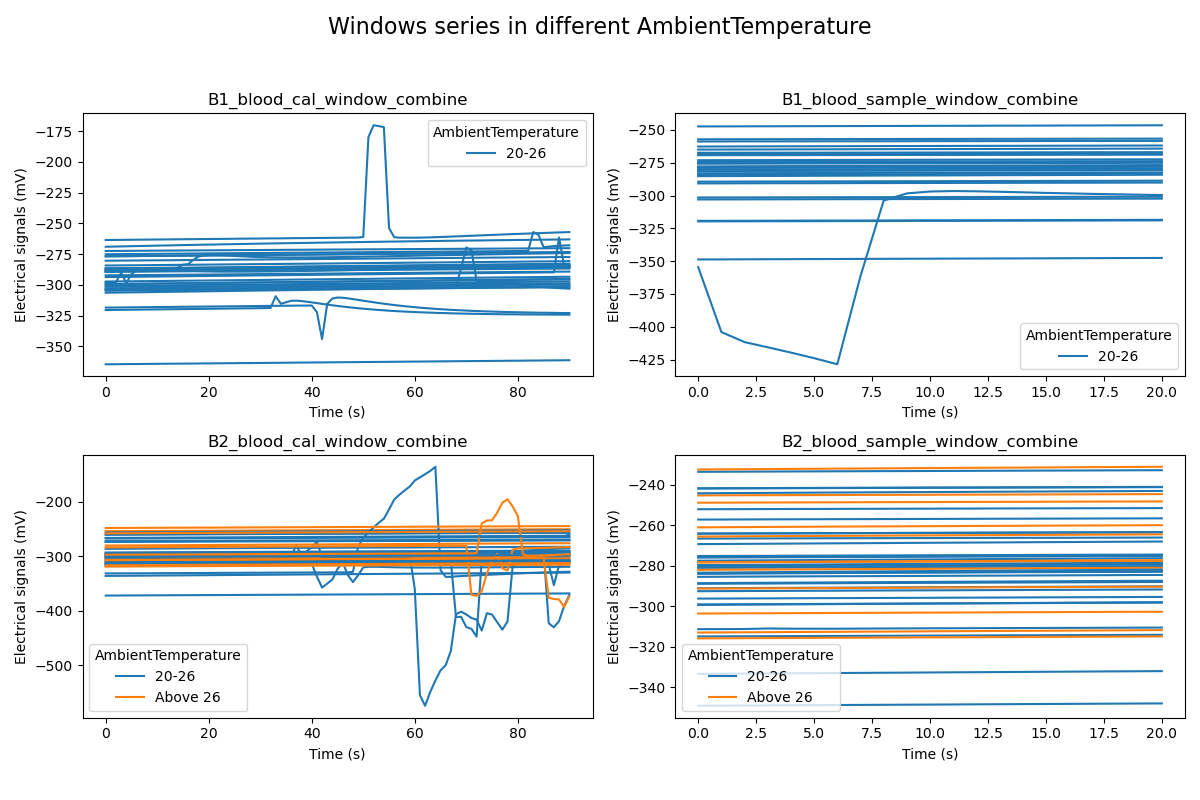 Windows series in different AmbientTemperature
B1_blood_cal_window_combine
Electrical signals (mV)
−175
−200
−225
−250
−275
−300
−325
−350
AmbientTemperature
20-26
0 20 40 60 80
Time (s)
B1_blood_sample_window_combine
Electrical signals (mV)
−250
−275
−300
−325
−350
−375
−400
−425
AmbientTemperature
20-26
0.0 2.5 5.0 7.5 10.0 12.5 15.0 17.5 20.0
Time (s)
B2_blood_cal_window_combine
Electrical signals (mV)
−200
−300
−400
−500
AmbientTemperature
20-26
Above 26
0 20 40 60 80
Time (s)
B2_blood_sample_window_combine
Electrical signals (mV)
−240
−260
−280
−300
−320
−340
AmbientTemperature
20-26
Above 26
0.0 2.5 5.0 7.5 10.0 12.5 15.0 17.5 20.0
Time (s)